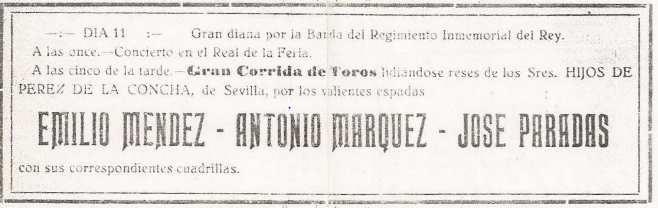 —:— DIA 11 :— Gran diana por la Banda del Regimiento Inmemorial del Rey.
A las once.—Concierto en el Real de la Feria.
A las cinco de la tarde.—Gran Corrida de Toros lidiándose reses de los Sres. HIJOS DE
PEREZ DE LA CONCHA, de Sevilla, por los valientes espadas
EMILIO MENDEZ - ANTONIO MARQUEZ - JOSE PARADAS
con sus correspondientes cuadrillas.